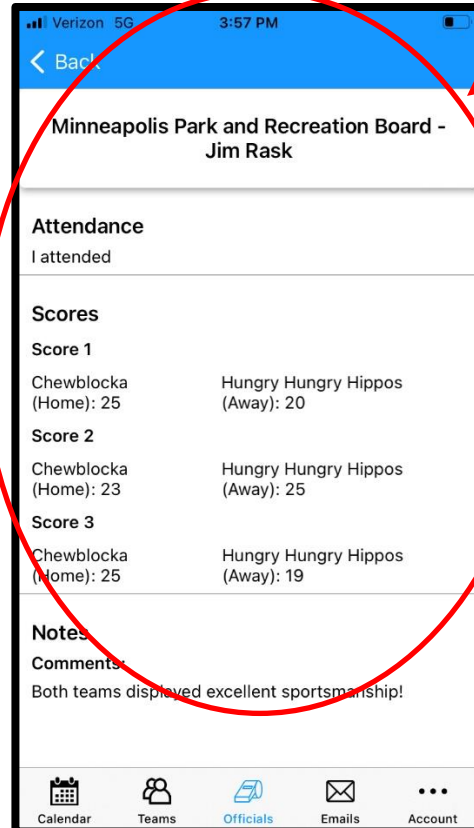 Verizon 5G 3:57 PM
Back
Minneapolis Park and Recreation Board -
Jim Rask
Attendance
I attended
Scores
Score 1
Chewblocka Hungry Hungry Hippos
(Home): 25 (Away): 20
Score 2
Chewblocka Hungry Hungry Hippos
(Home): 23 (Away): 25
Score 3
Chewblocka Hungry Hungry Hippos
(Home): 25 (Away): 19
Notes
Comments:
Both teams displayed excellent sportsmanship!
Calendar Teams Officials Emails Account